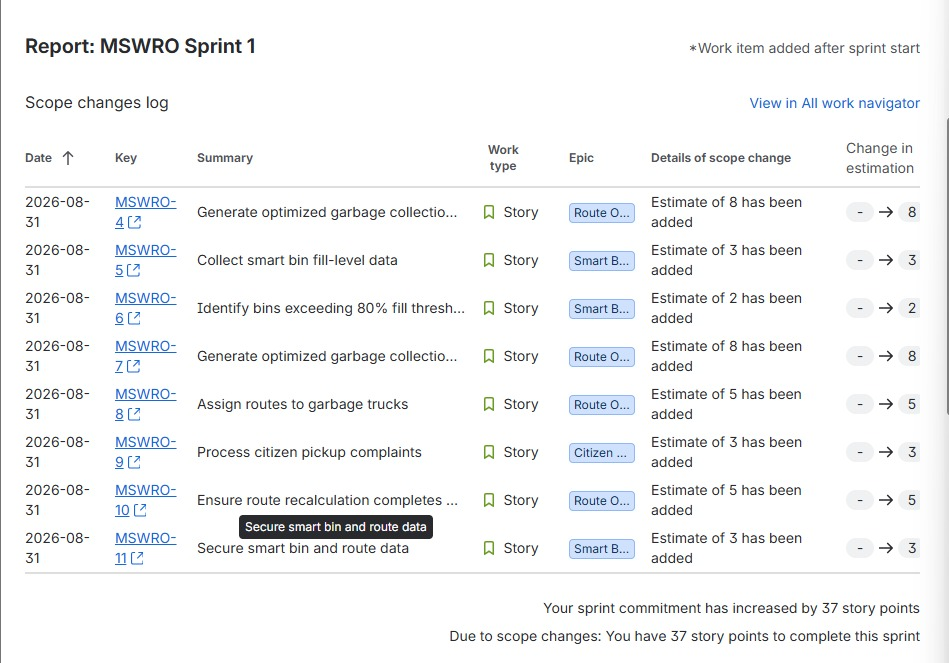 Report: MSWRO Sprint 1
*Work item added after sprint start
Scope changes log
View in All work navigator
Date Key Summary Work type Epic Details of scope change Change in estimation
2026-08-31 MSWRO-4 Generate optimized garbage collectio... Story Route O... Estimate of 8 has been added - → 8
2026-08-31 MSWRO-5 Collect smart bin fill-level data Story Smart B... Estimate of 3 has been added - → 3
2026-08-31 MSWRO-6 Identify bins exceeding 80% fill thresh... Story Smart B... Estimate of 2 has been added - → 2
2026-08-31 MSWRO-7 Generate optimized garbage collectio... Story Route O... Estimate of 8 has been added - → 8
2026-08-31 MSWRO-8 Assign routes to garbage trucks Story Route O... Estimate of 5 has been added - → 5
2026-08-31 MSWRO-9 Process citizen pickup complaints Story Citizen ... Estimate of 3 has been added - → 3
2026-08-31 MSWRO-10 Ensure route recalculation completes ... Story Route O... Estimate of 5 has been added - → 5
Secure smart bin and route data
2026-08-31 MSWRO-11 Secure smart bin and route data Story Smart B... Estimate of 3 has been added - → 3
Your sprint commitment has increased by 37 story points
Due to scope changes: You have 37 story points to complete this sprint